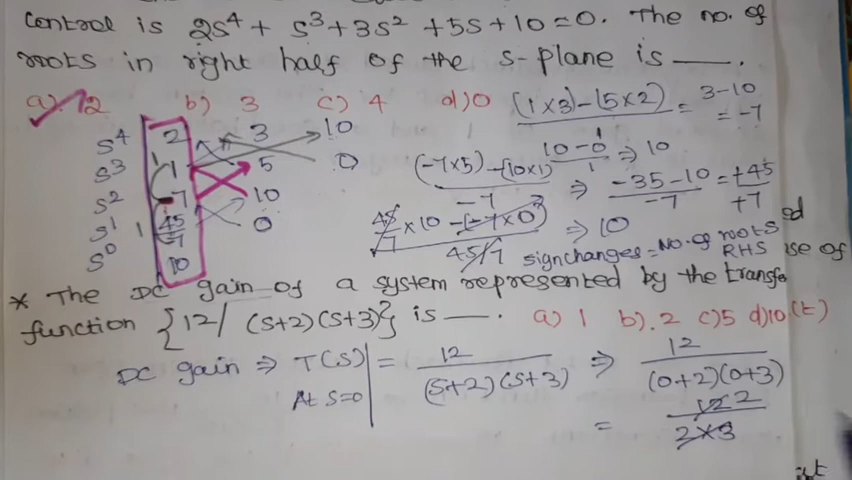 control is 2s⁴ + s³ + 3s² + 5s + 10 = 0. The no. of
roots in right half of the s-plane is ___.
a) 2 b) 3 c) 4 d) 0
(1×3)-(5×2) = 3-10
= -7
s⁴ 2 3 10
s³ 1 5 0
s² -7 10
s¹ 45/7 0
s⁰ 10
10-0/1 ⇒ 10
(-7×5)-(10×1)/-7 ⇒ -35-10/-7 = +45/+7
45/7 ×10 -(-7×0)/45/7 ⇒ 10
sign changes = No. of roots
RHS
* The DC gain of a system represented by the transfe
function {12/ (s+2)(s+3)} is ___. a) 1 b). 2 c) 5 d) 10 (t)
DC gain ⇒ T(s)| = 12/(s+2)(s+3) ⇒ 12/(0+2)(0+3)
At s=0
= 12 2/2×3